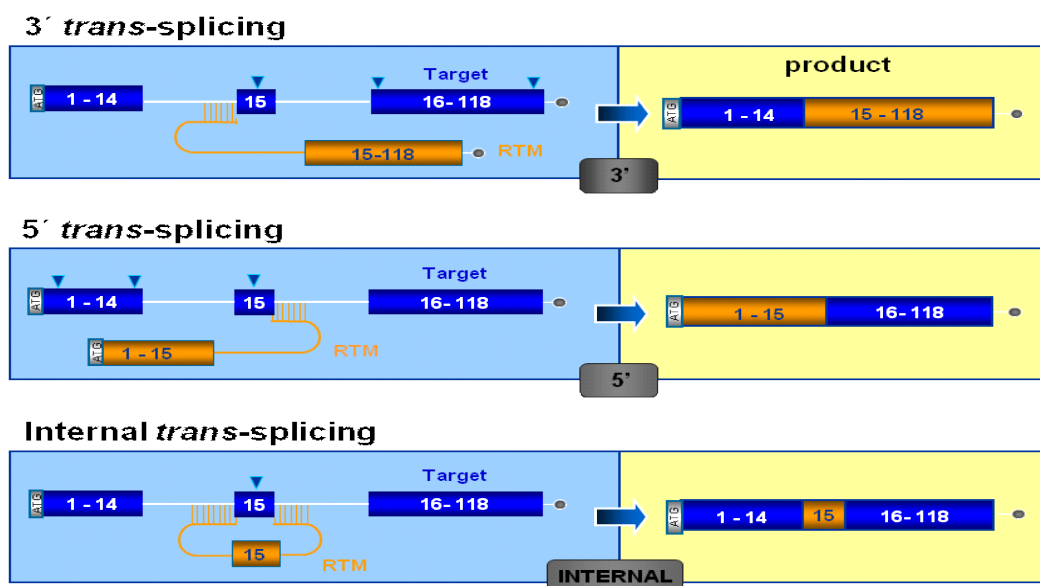 3´ trans-splicing
Target
product
ATG 1 - 14 15 16- 118
ATG 1 - 14 15 - 118
15-118 RTM
3’
5´ trans-splicing
Target
ATG 1 - 14 15 16- 118
ATG 1 - 15 16- 118
ATG 1 - 15 RTM
5’
Internal trans-splicing
Target
ATG 1 - 14 15 16- 118
ATG 1 - 14 15 16- 118
15 RTM
INTERNAL